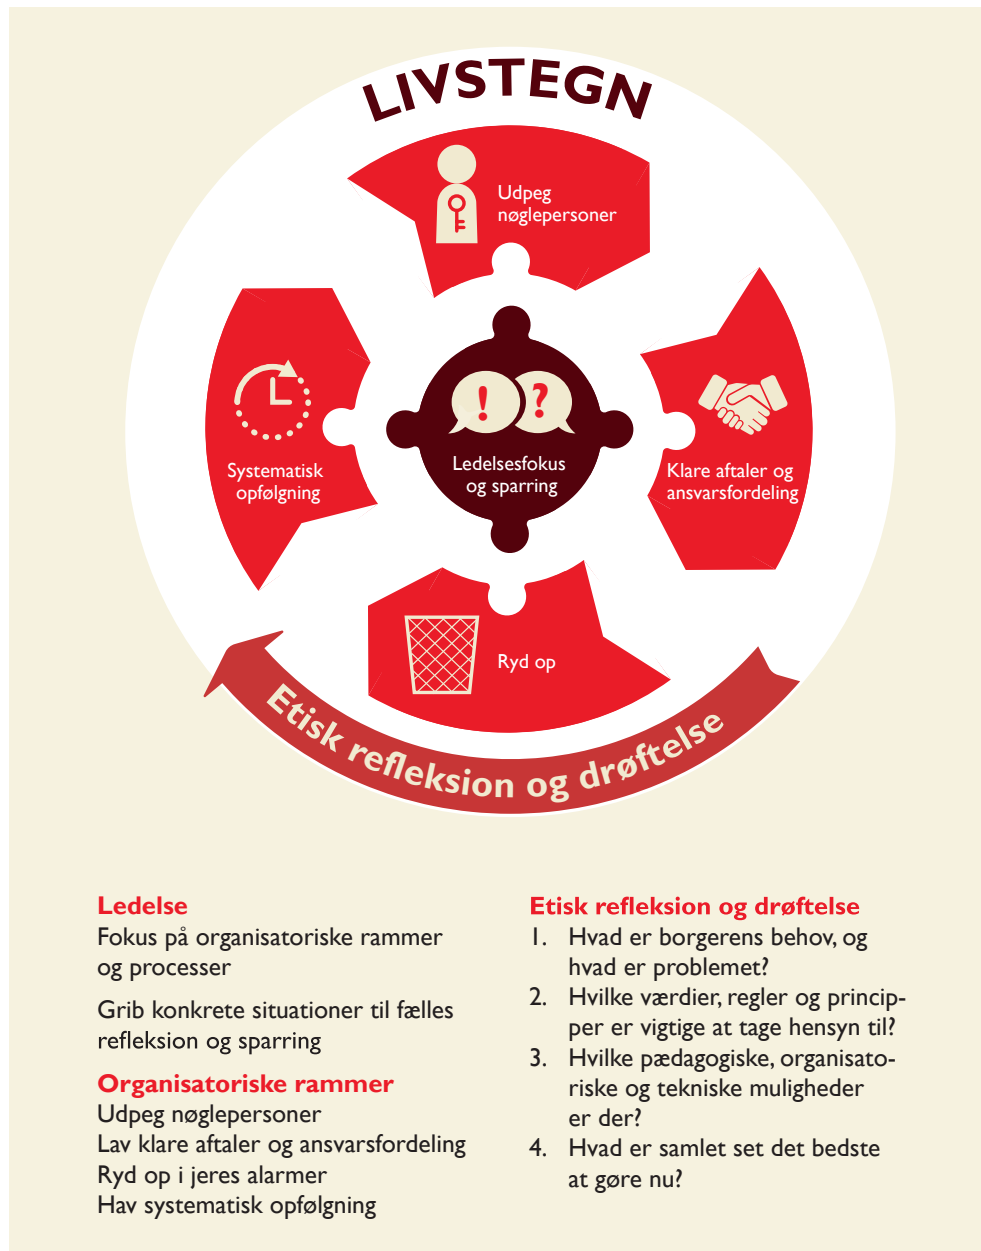 LIVSTEGN
Udpeg
nøglepersoner
Systematisk
opfølgning
! ?
Ledelsesfokus
og sparring
Klare aftaler og
ansvarsfordeling
Ryd op
Etisk refleksion og drøftelse
Ledelse
Fokus på organisatoriske rammer
og processer
Grib konkrete situationer til fælles
refleksion og sparring
Organisatoriske rammer
Udpeg nøglepersoner
Lav klare aftaler og ansvarsfordeling
Ryd op i jeres alarmer
Hav systematisk opfølgning
Etisk refleksion og drøftelse
1. Hvad er borgerens behov, og
hvad er problemet?
2. Hvilke værdier, regler og princip-
per er vigtige at tage hensyn til?
3. Hvilke pædagogiske, organisato-
riske og tekniske muligheder
er der?
4. Hvad er samlet set det bedste
at gøre nu?